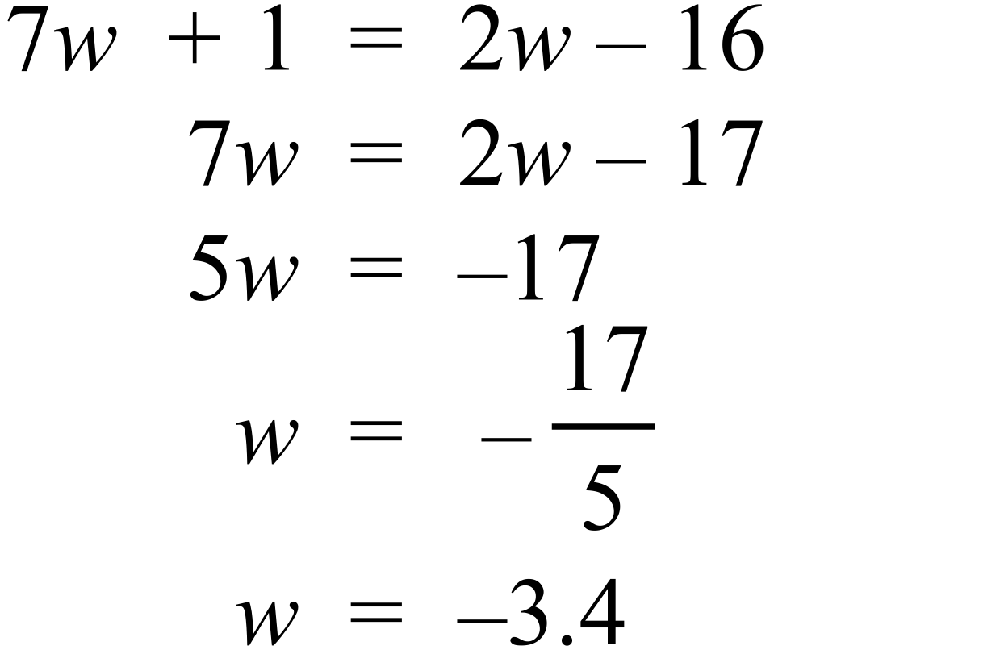 7w + 1 = 2w – 16
7w = 2w – 17
5w = –17
w = – 17/5
w = –3.4